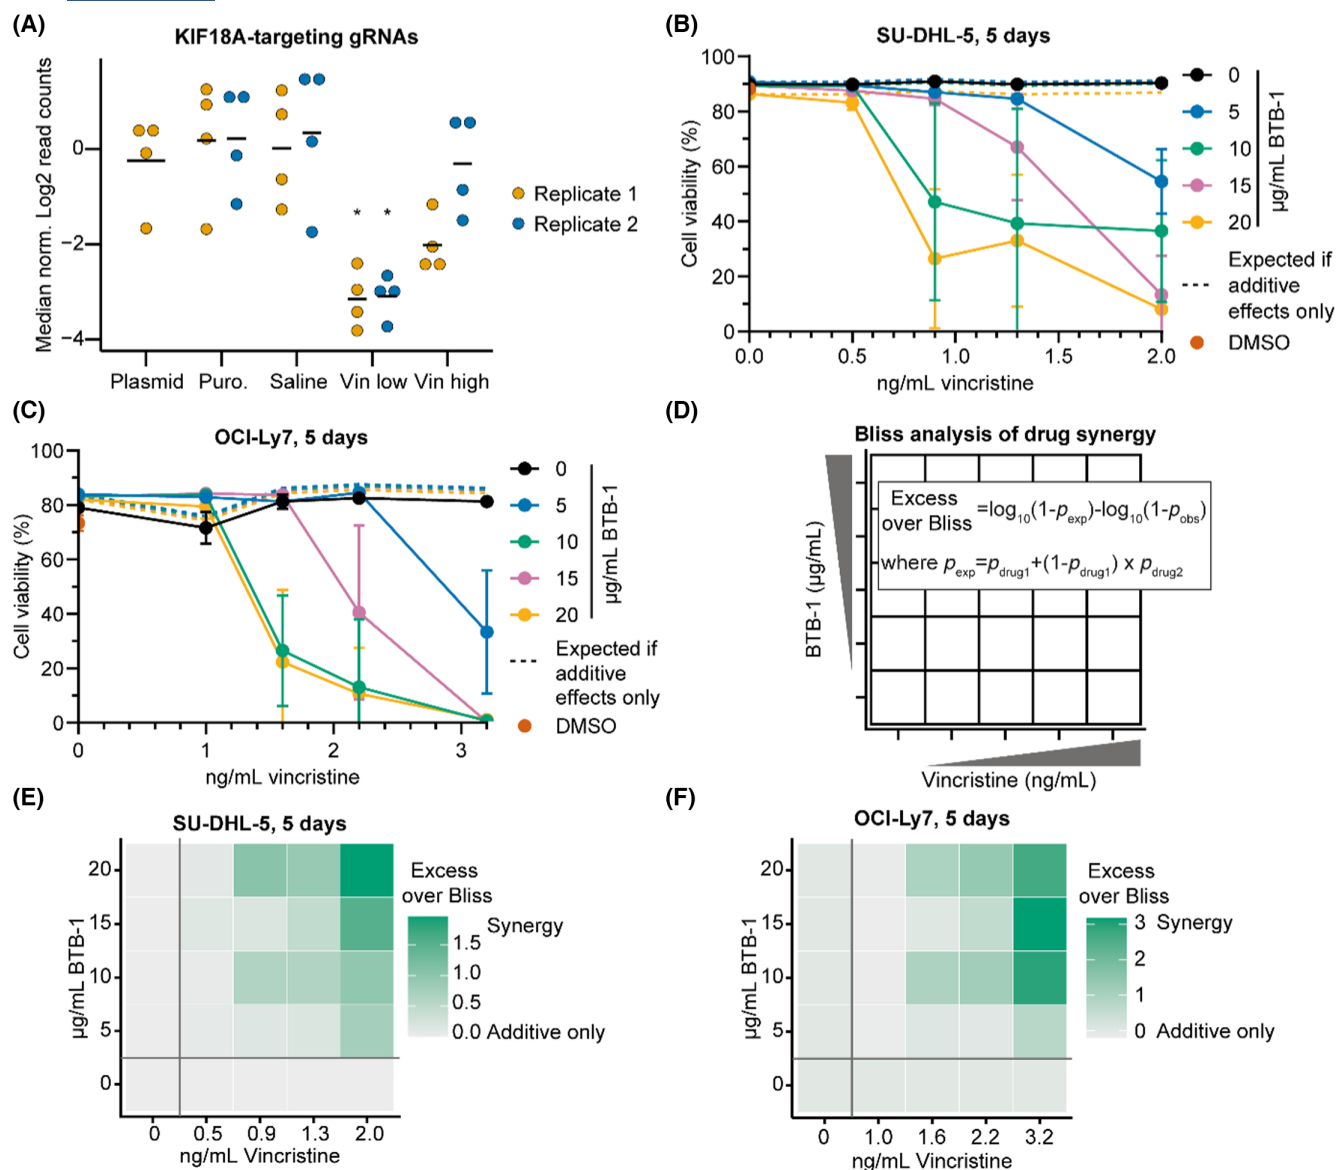 (A)
KIF18A-targeting gRNAs
Median norm. Log2 read counts
0
−2
−4
* *
Plasmid Puro. Saline Vin low Vin high
Replicate 1
Replicate 2
(B)
SU-DHL-5, 5 days
Cell viability (%)
100
80
60
40
20
0
0.0 0.5 1.0 1.5 2.0
ng/mL vincristine
0
5
10
15
20
µg/mL BTB-1
Expected if
additive
effects only
DMSO
(C)
OCI-Ly7, 5 days
Cell viability (%)
100
80
60
40
20
0
0 1 2 3
ng/mL vincristine
0
5
10
15
20
µg/mL BTB-1
Expected if
additive
effects only
DMSO
(D)
Bliss analysis of drug synergy
Excess
over Bliss =log10(1-pexp)-log10(1-pobs)
where pexp=pdrug1+(1-pdrug1) x pdrug2
BTB-1 (µg/mL)
Vincristine (ng/mL)
(E)
SU-DHL-5, 5 days
µg/mL BTB-1
20
15
10
5
0
0 0.5 0.9 1.3 2.0
ng/mL Vincristine
Excess
over Bliss
Synergy
1.5
1.0
0.5
0.0 Additive only
(F)
OCI-Ly7, 5 days
µg/mL BTB-1
20
15
10
5
0
0 1.0 1.6 2.2 3.2
ng/mL Vincristine
Excess
over Bliss
3 Synergy
2
1
0 Additive only